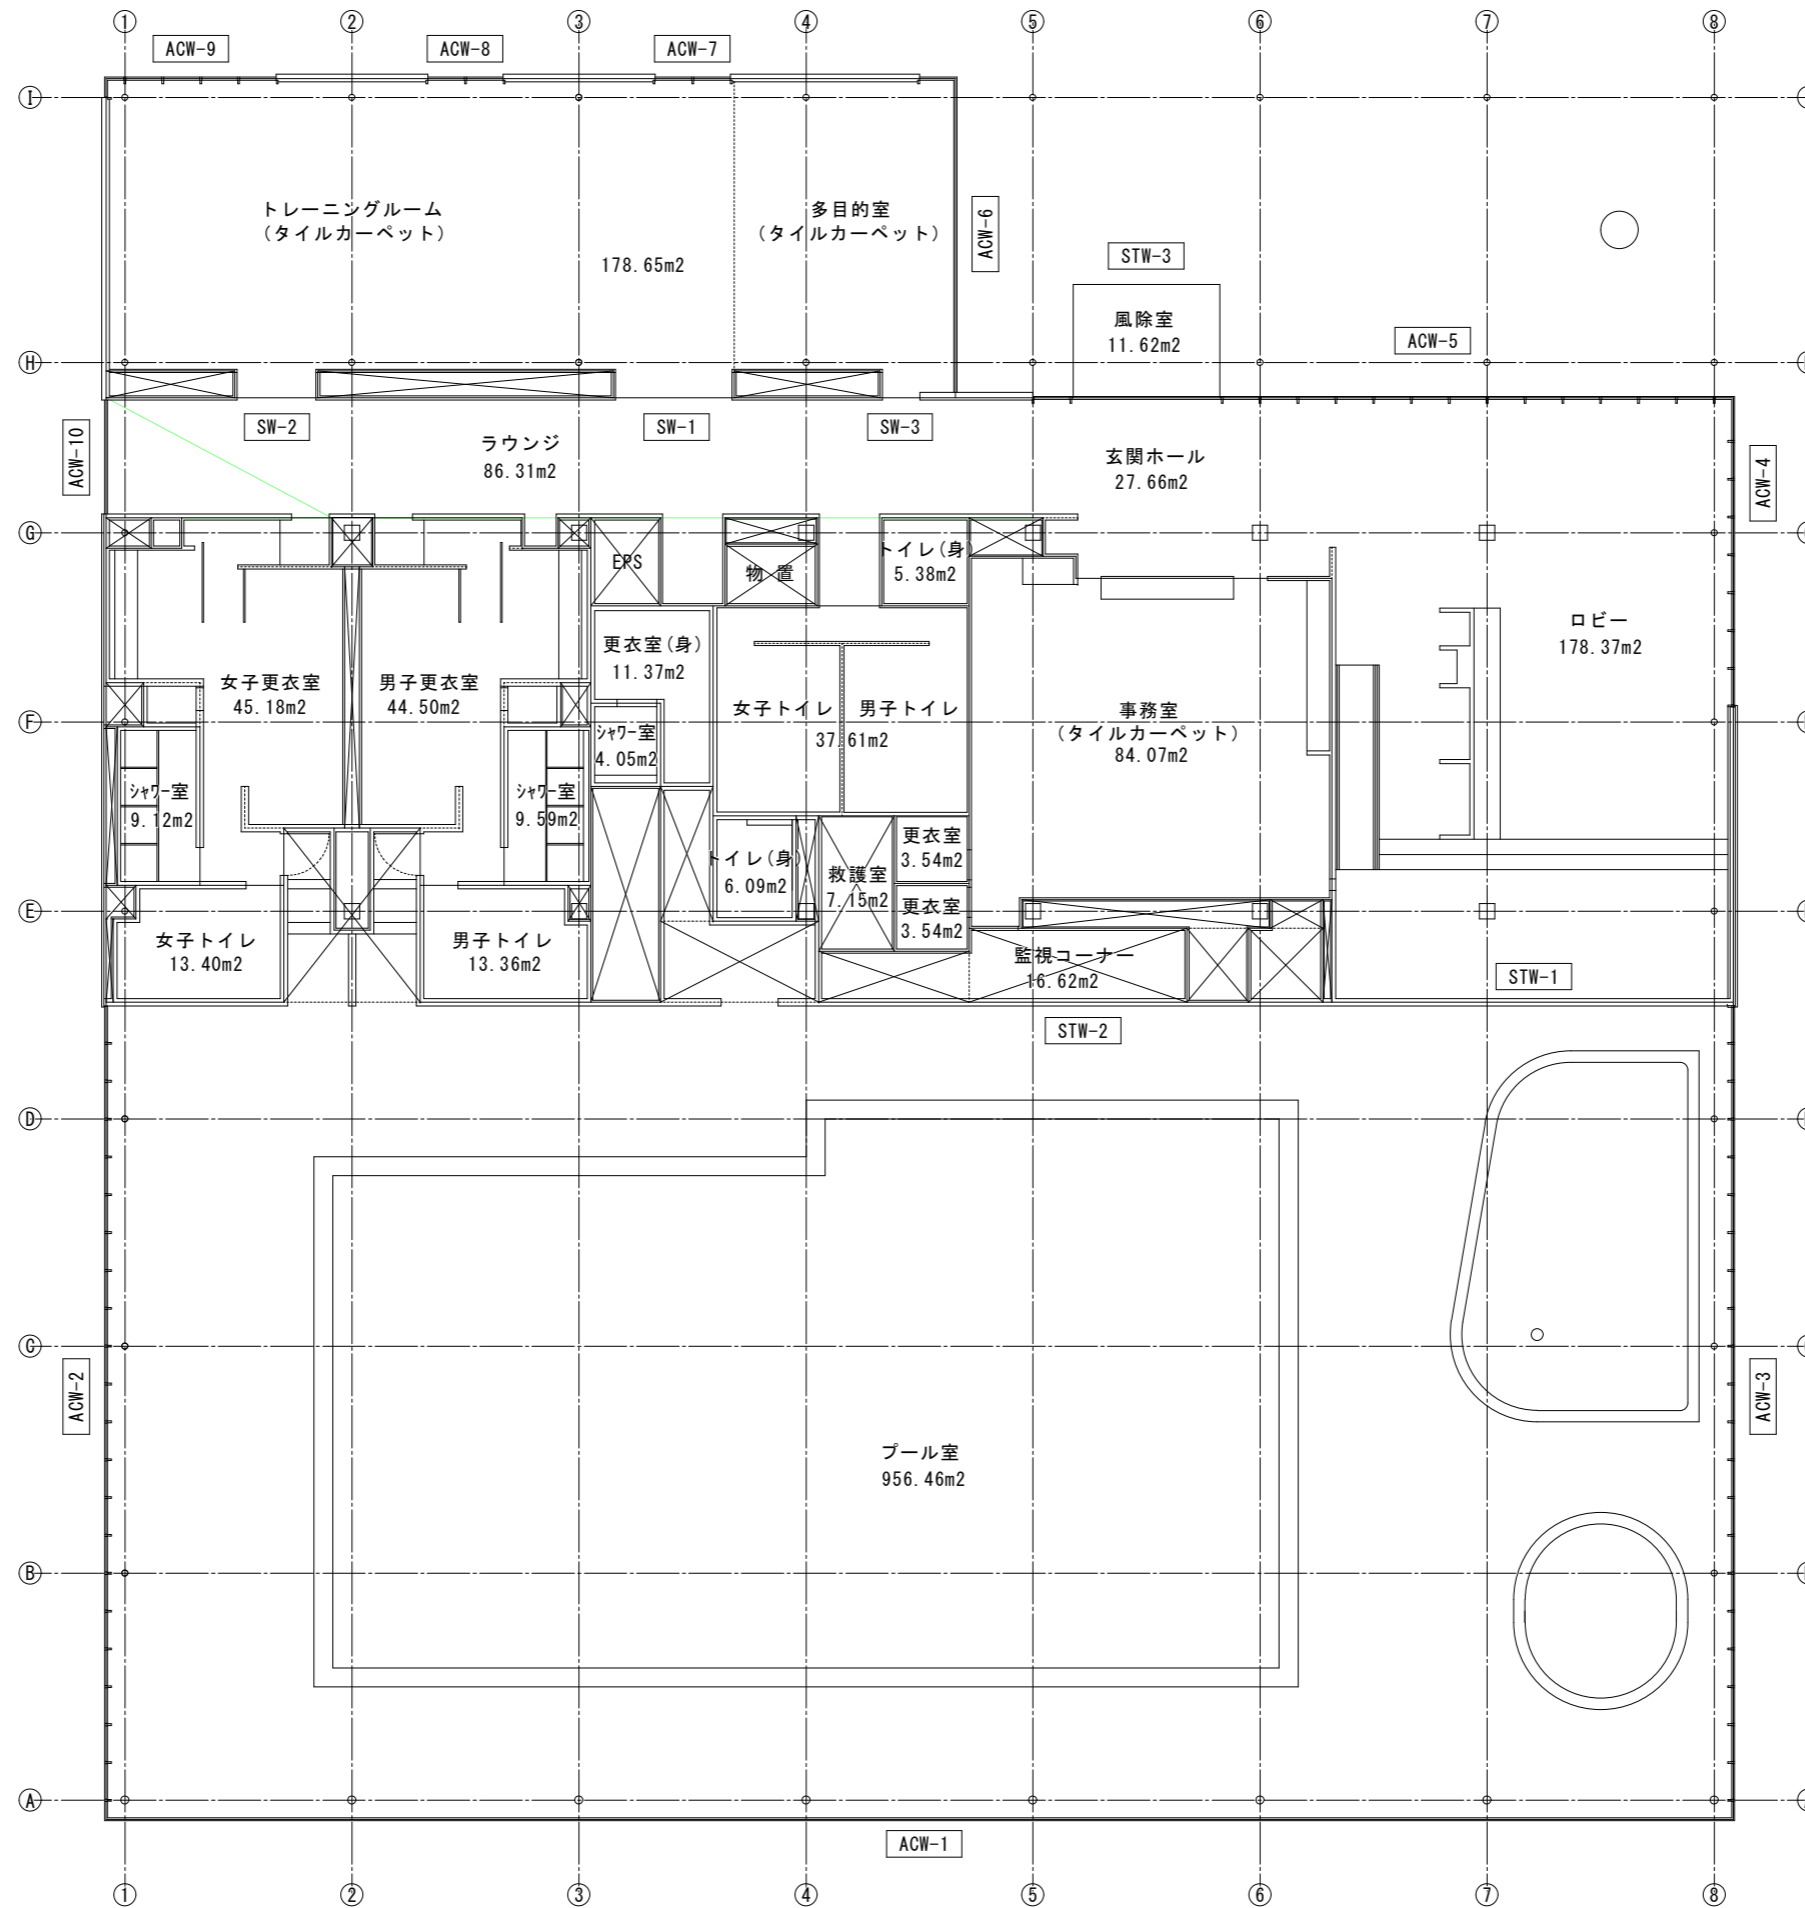 ① ② ③ ④ ⑤ ⑥ ⑦ ⑧
ACW-9 ACW-8 ACW-7
Ⓘ
トレーニングルーム
(タイルカーペット)
多目的室
(タイルカーペット)
178.65m2
ACW-6
STW-3
風除室
11.62m2
ACW-5
Ⓗ
SW-2 SW-1 SW-3
ACW-10
ラウンジ
86.31m2
玄関ホール
27.66m2
ACW-4
Ⓖ
EPS
物 置
トイレ(身)
5.38m2
ロビー
178.37m2
更衣室(身)
11.37m2
女子更衣室
45.18m2
男子更衣室
44.50m2
女子トイレ 男子トイレ
37.61m2
事務室
(タイルカーペット)
84.07m2
Ⓕ
シャワー室
4.05m2
シャワー室
9.12m2
シャワー室
9.59m2
トイレ(身)
6.09m2
救護室
7.15m2
更衣室
3.54m2
更衣室
3.54m2
Ⓔ
女子トイレ
13.40m2
男子トイレ
13.36m2
監視コーナー
16.62m2
STW-1
STW-2
Ⓓ
Ⓖ
ACW-2
ACW-3
プール室
956.46m2
Ⓑ
Ⓐ
ACW-1
① ② ③ ④ ⑤ ⑥ ⑦ ⑧